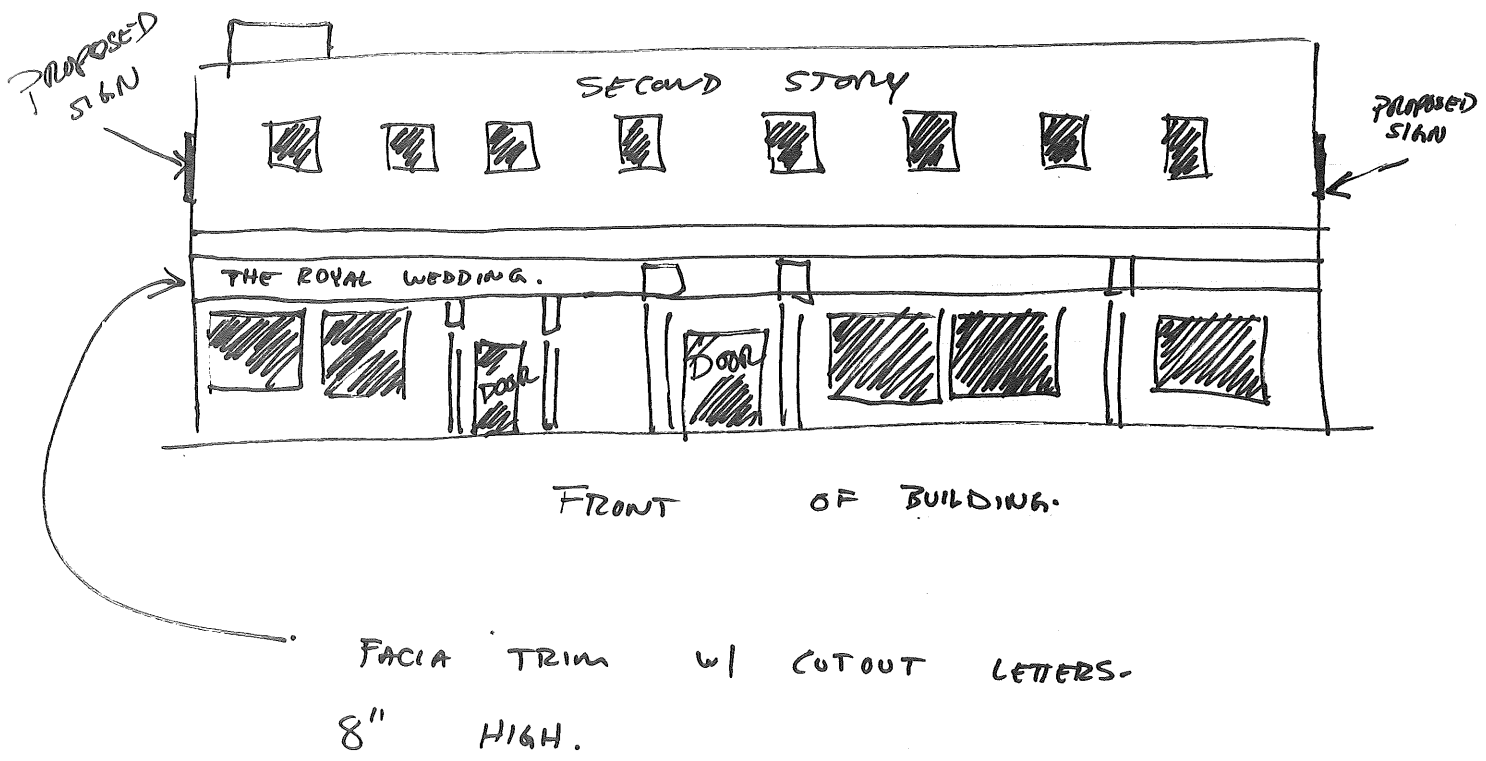 PROPOSED
SIGN
SECOND STORY
PROPOSED
SIGN
THE ROYAL WEDDING.
DOOR
DOOR
FRONT OF BUILDING.
FACIA TRIM W/ CUTOUT LETTERS.
8" HIGH.